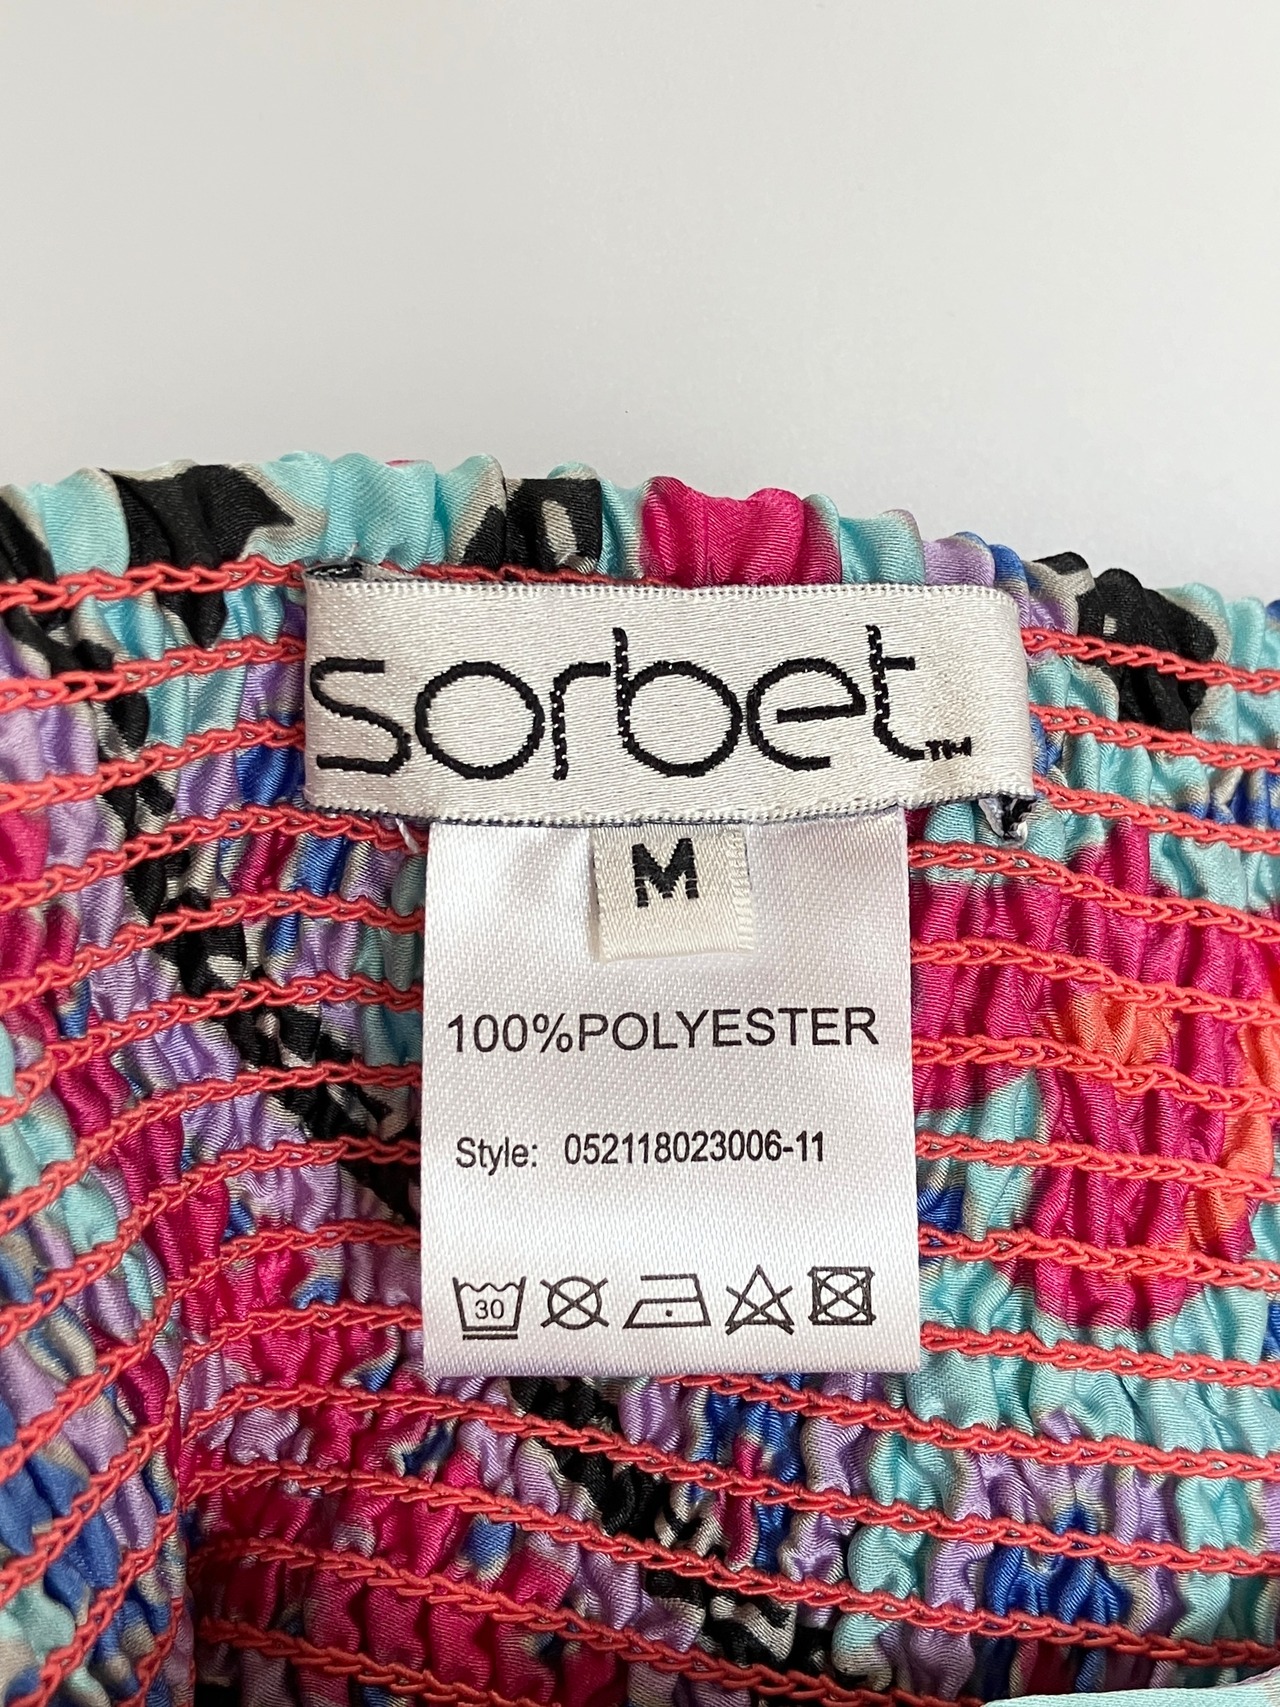 sorbet™
M
100%POLYESTER
Style: 052118023006-11
30